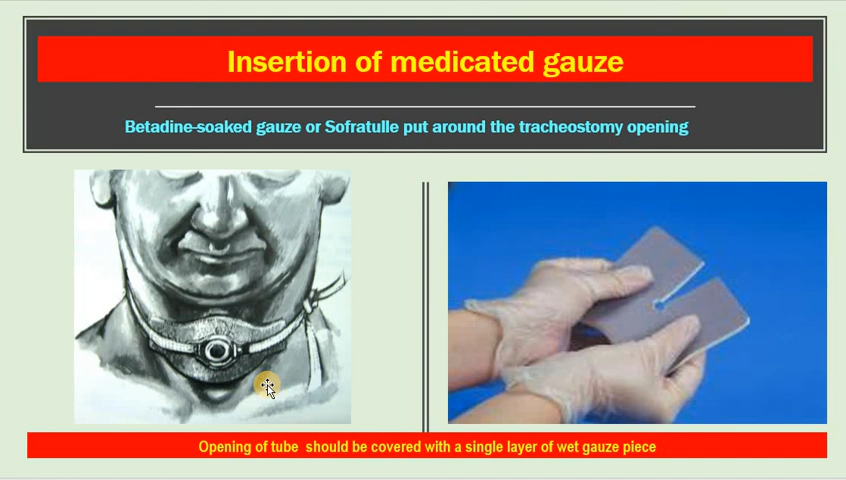 Insertion of medicated gauze
Betadine-soaked gauze or Sofratulle put around the tracheostomy opening
Opening of tube should be covered with a single layer of wet gauze piece